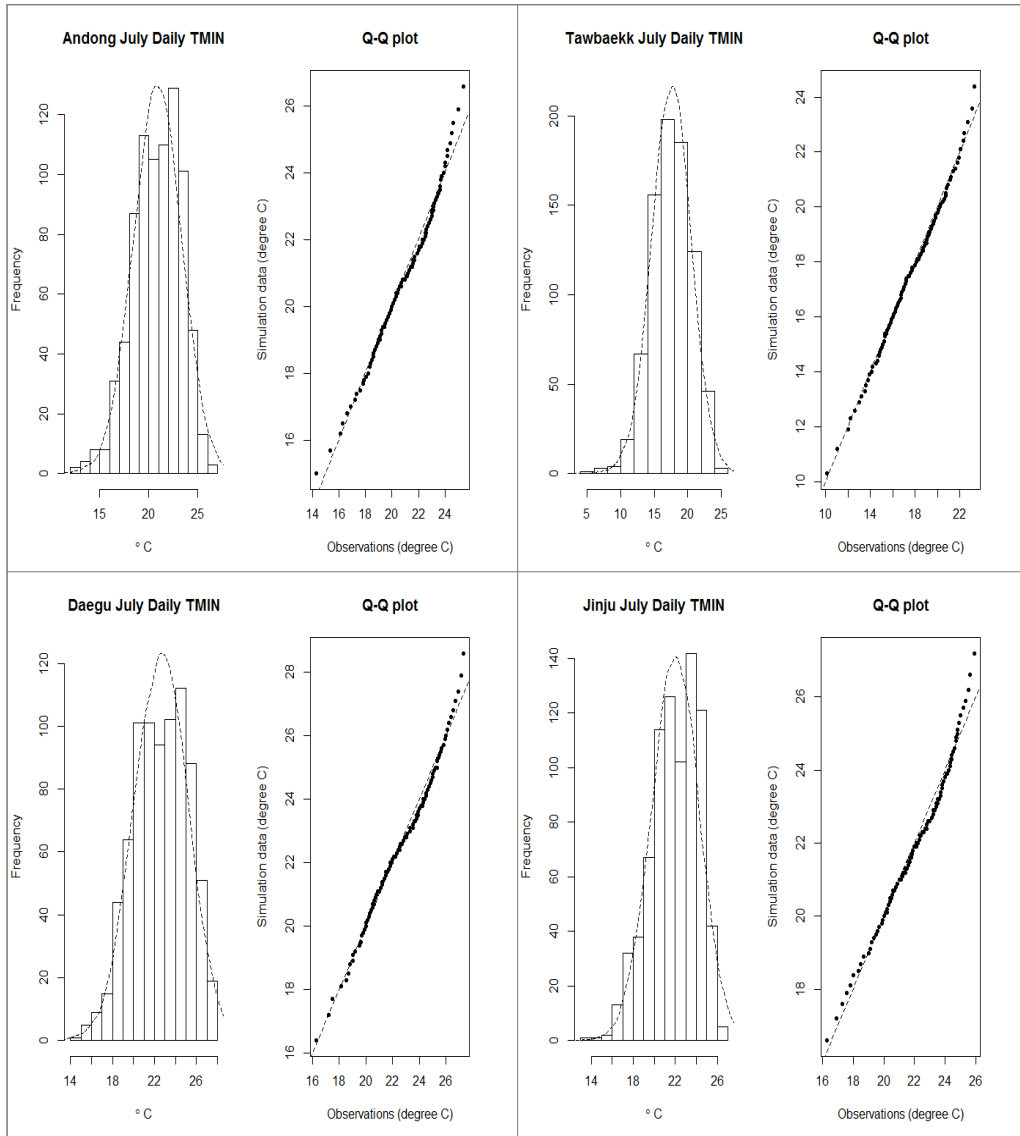 Andong July Daily TMIN
Q-Q plot
Frequency
0 20 40 60 80 100 120
15 20 25
º C
Simulation data (degree C)
16 18 20 22 24 26
14 16 18 20 22 24
Observations (degree C)
Tawbaekk July Daily TMIN
Q-Q plot
Frequency
0 50 100 150 200
5 10 15 20 25
º C
Simulation data (degree C)
10 12 14 16 18 20 22 24
10 14 18 22
Observations (degree C)
Daegu July Daily TMIN
Q-Q plot
Frequency
0 20 40 60 80 100 120
14 18 22 26
º C
Simulation data (degree C)
16 18 20 22 24 26 28
16 18 20 22 24 26
Observations (degree C)
Jinju July Daily TMIN
Q-Q plot
Frequency
0 20 40 60 80 100 120 140
14 18 22 26
º C
Simulation data (degree C)
18 20 22 24 26
16 18 20 22 24 26
Observations (degree C)